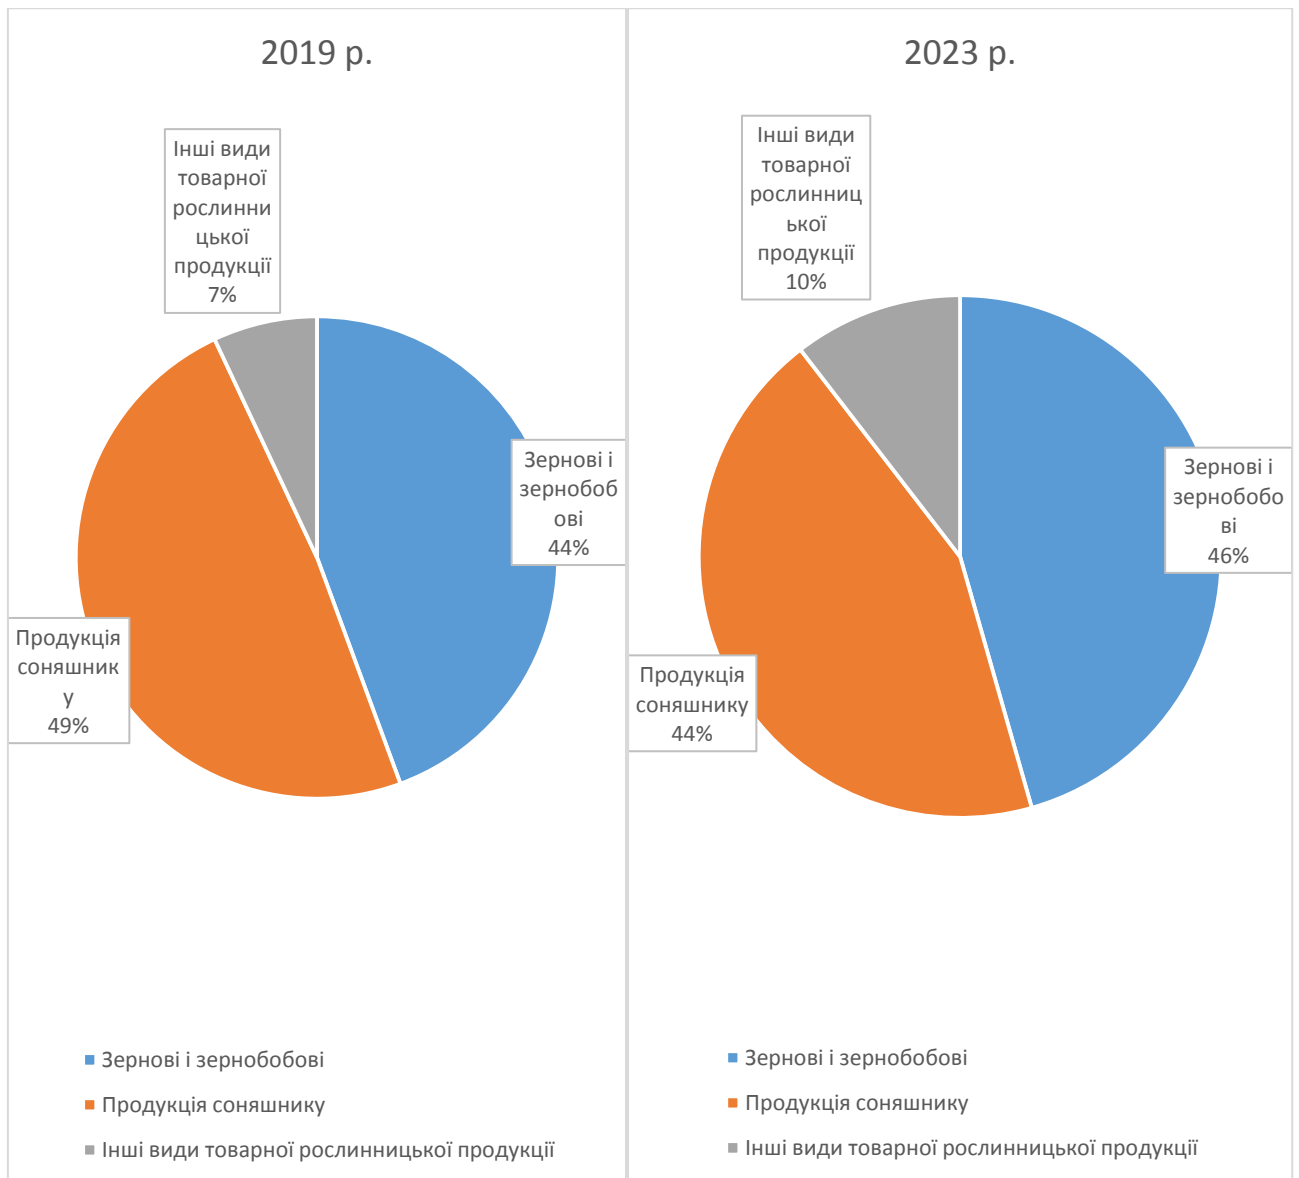 2019 р.
Інші види
товарної
рослинни
цької
продукції
7%
Зернові і
зернобоб
ові
44%
Продукція
соняшник
у
49%
Зернові і зернобобові
Продукція соняшнику
Інші види товарної рослинницької продукції
2023 р.
Інші види
товарної
рослинниц
ької
продукції
10%
Зернові і
зернобобо
ві
46%
Продукція
соняшнику
44%
Зернові і зернобобові
Продукція соняшнику
Інші види товарної рослинницької продукції